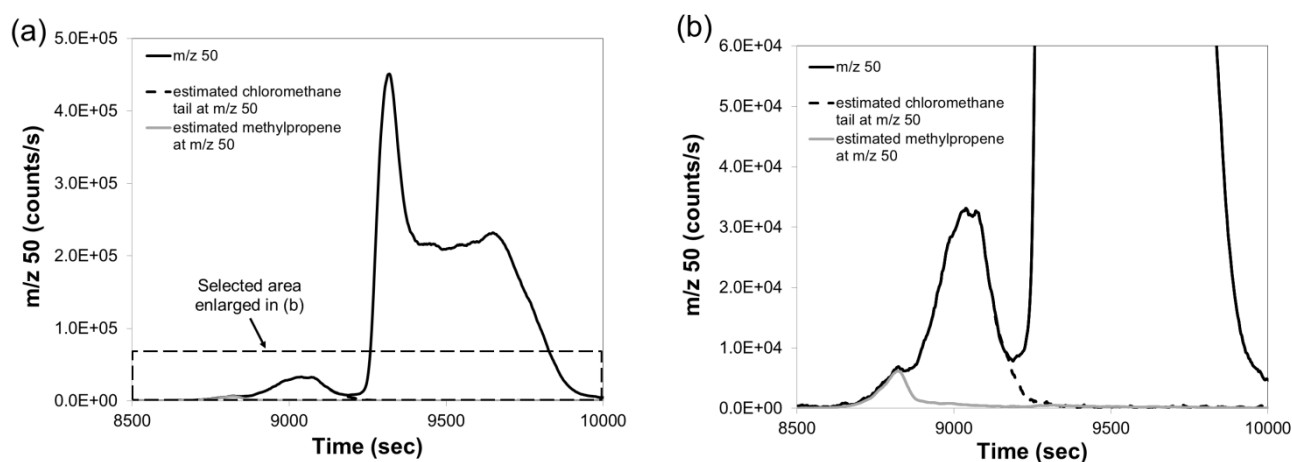 (a)
5.0E+05
4.0E+05
3.0E+05
2.0E+05
1.0E+05
0.0E+00
m/z 50 (counts/s)
m/z 50
estimated chloromethane
tail at m/z 50
estimated methylpropene
at m/z 50
Selected area
enlarged in (b)
8500
9000
9500
10000
Time (sec)
(b)
6.0E+04
5.0E+04
4.0E+04
3.0E+04
2.0E+04
1.0E+04
0.0E+00
m/z 50 (counts/s)
m/z 50
estimated chloromethane
tail at m/z 50
estimated methylpropene
at m/z 50
8500
9000
9500
10000
Time (sec)